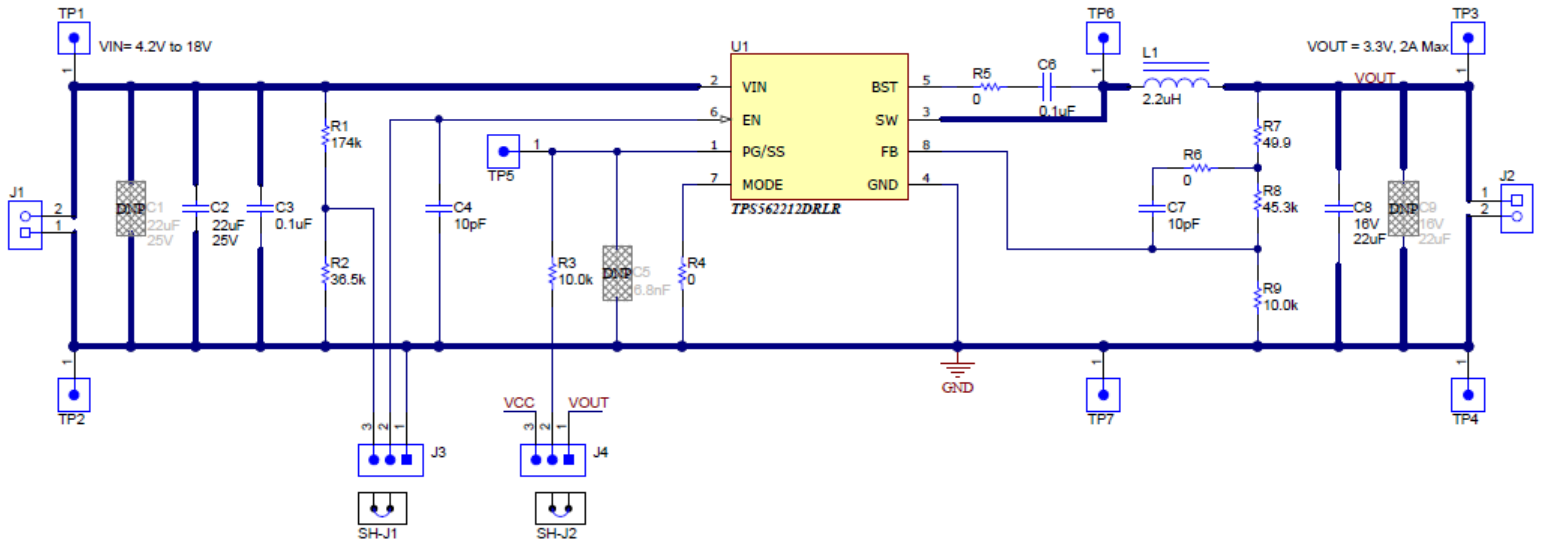 TP1
VIN= 4.2V to 18V
1
TP6
1
TP3
VOUT = 3.3V, 2A Max
1
VOUT
U1
2 VIN
6 EN
1 PG/SS
7 MODE
BST 5
SW 3
FB 8
GND 4
TPS562212DRLR
R5
0
C6
0.1uF
L1
2.2uH
J1
2
1
DNP C1
22uF
25V
C2
22uF
25V
C3
0.1uF
R1
174k
R2
36.5k
C4
10pF
TP5
1
R3
10.0k
DNP C5
6.8nF
R4
0
R6
0
C7
10pF
R7
49.9
R8
45.3k
R9
10.0k
C8
16V
22uF
DNP C9
16V
22uF
J2
1
2
1
TP2
GND
1
TP7
1
TP4
3
2
1
J3
SH-J1
VCC
VOUT
3
2
1
J4
SH-J2